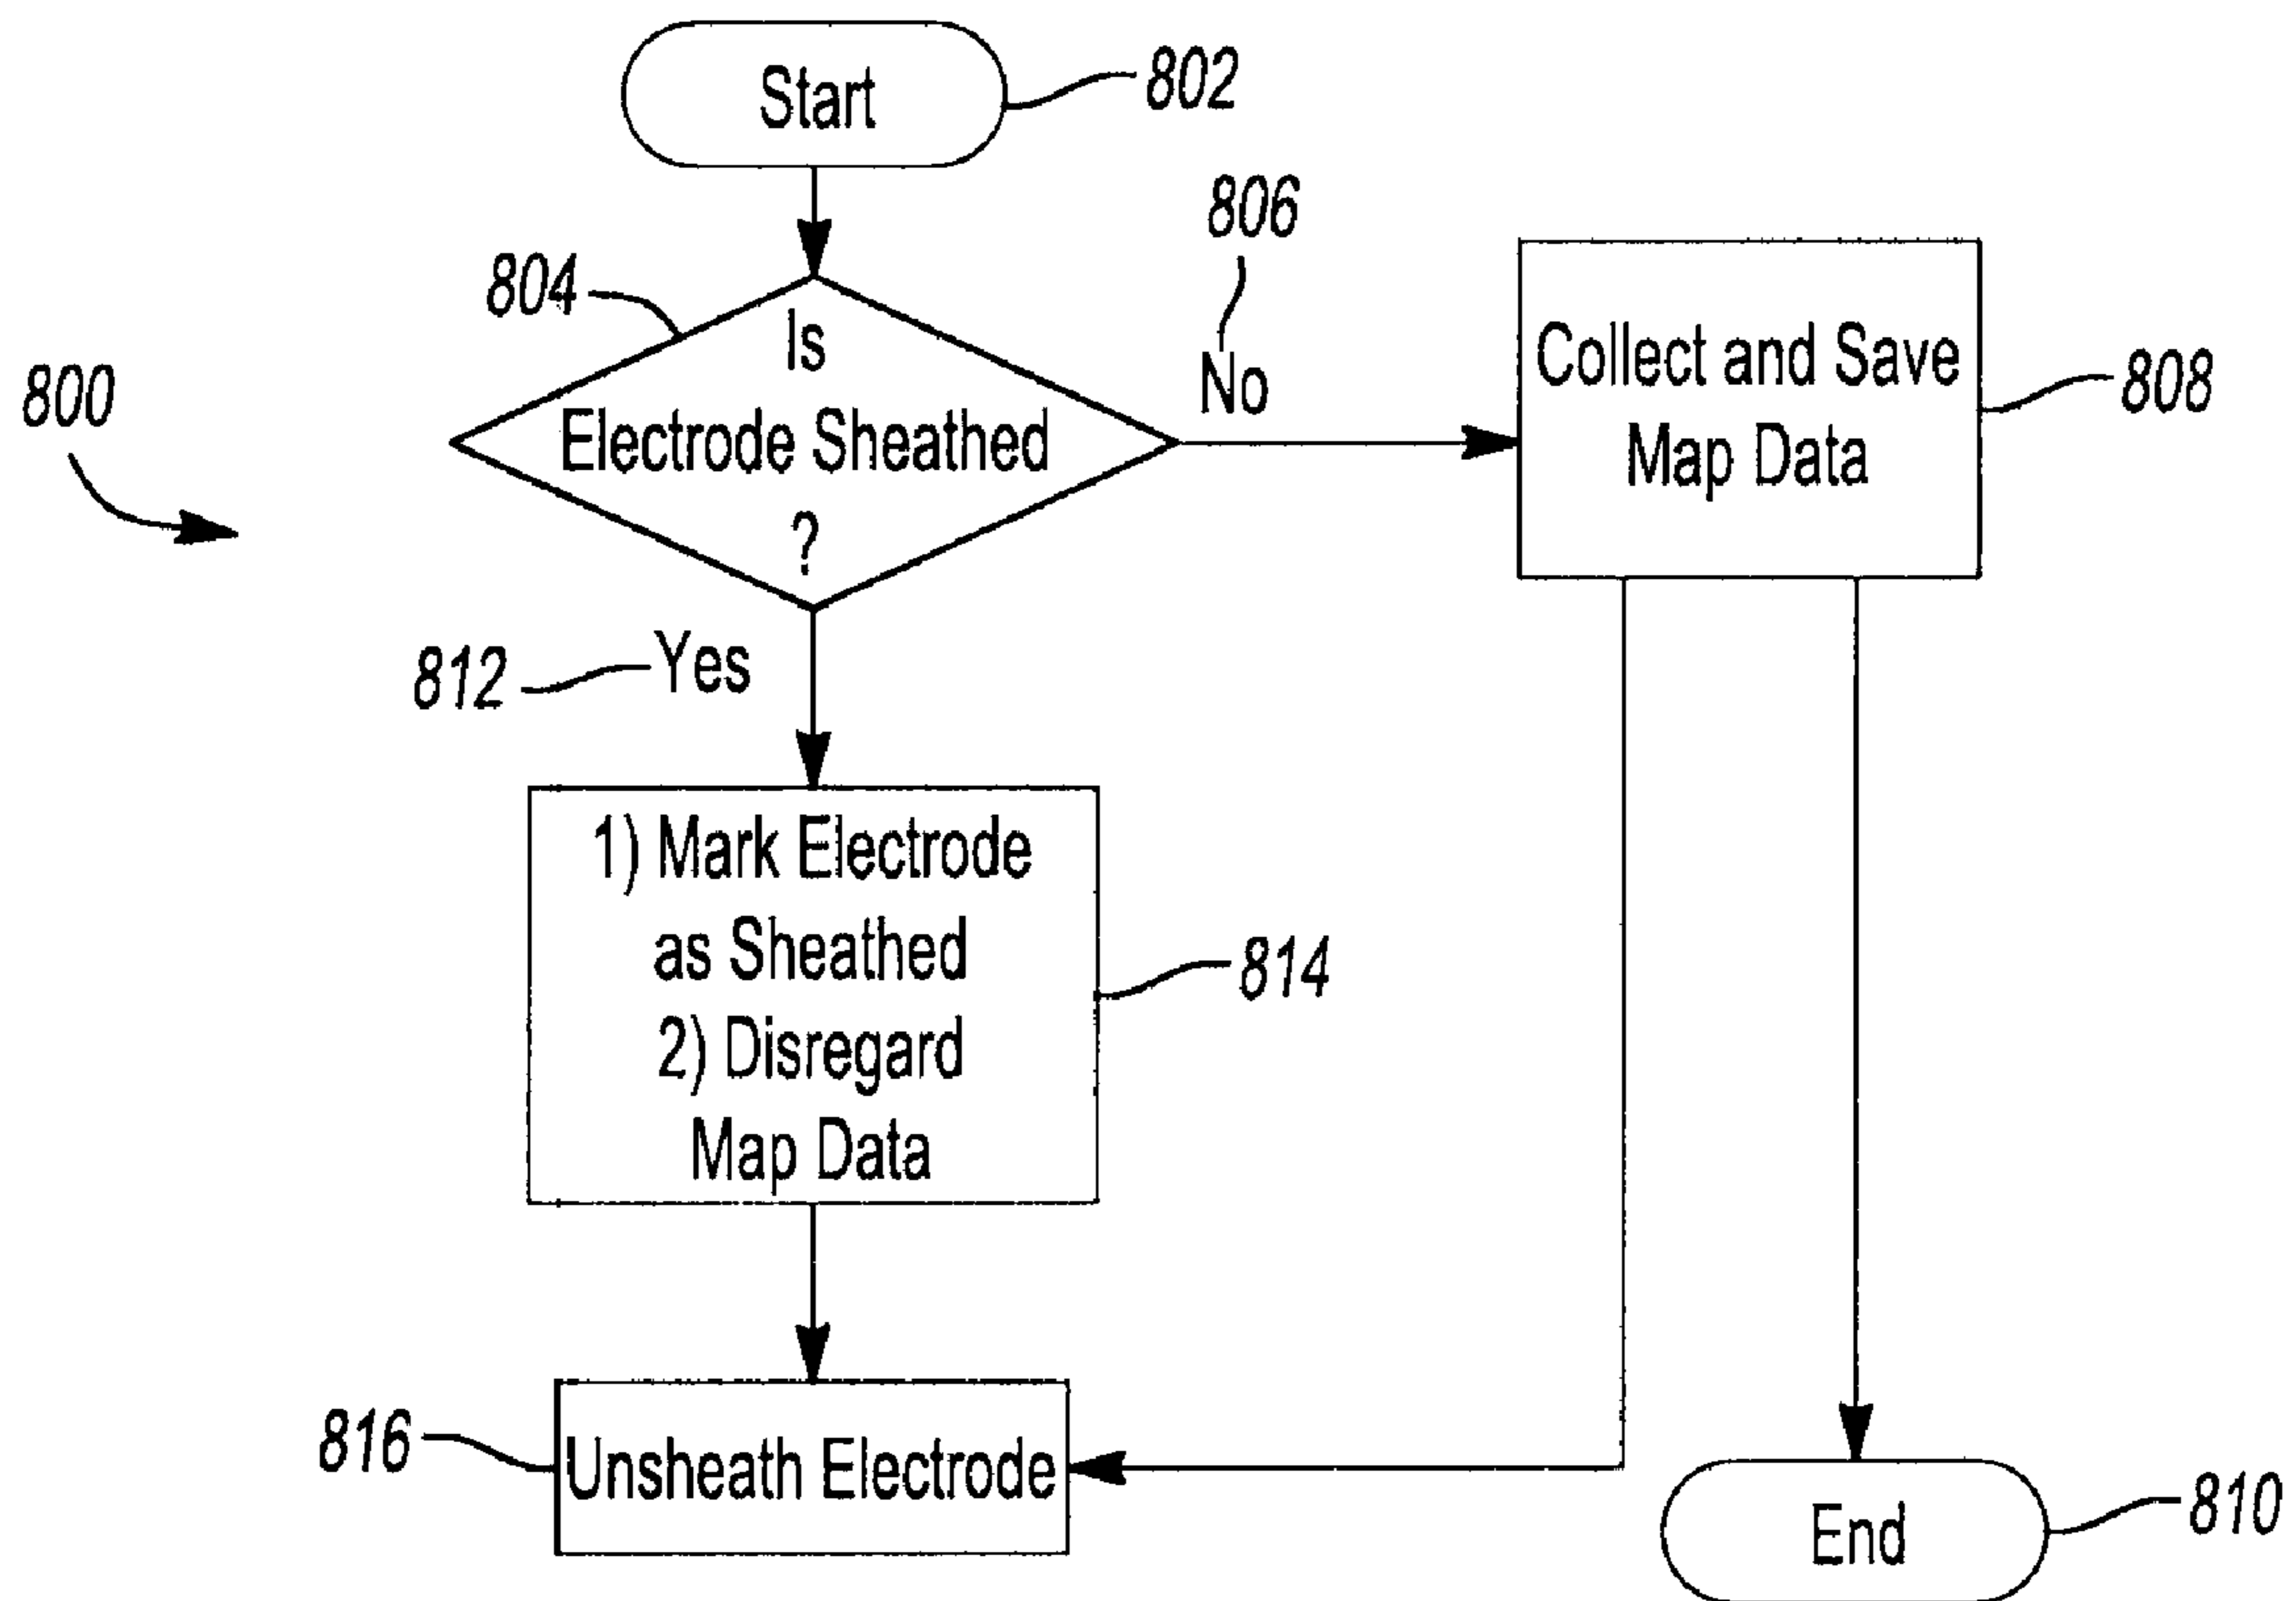 Start
802
806
No
804
Is
Electrode Sheathed
?
800
Collect and Save
Map Data
808
812
Yes
1) Mark Electrode
as Sheathed
2) Disregard
Map Data
814
816
Unsheath Electrode
End
810